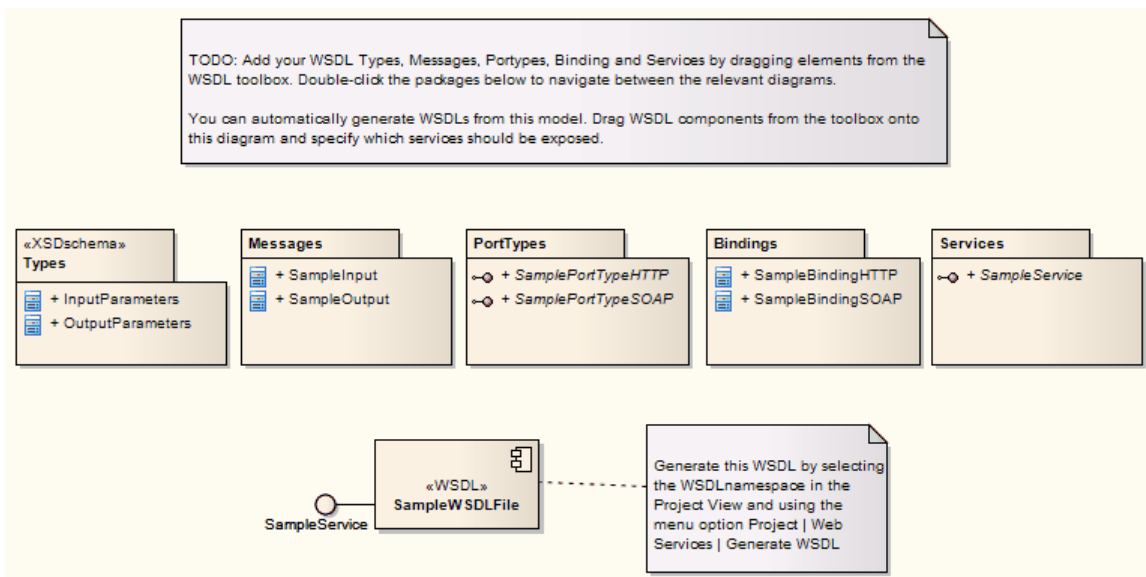 TODO: Add your WSDL Types, Messages, Portypes, Binding and Services by dragging elements from the
WSDL toolbox. Double-click the packages below to navigate between the relevant diagrams.
You can automatically generate WSDLs from this model. Drag WSDL components from the toolbox onto
this diagram and specify which services should be exposed.
«XSDschema»
Types
+ InputParameters
+ OutputParameters
Messages
+ SampleInput
+ SampleOutput
PortTypes
+ SamplePortTypeHTTP
+ SamplePortTypeSOAP
Bindings
+ SampleBindingHTTP
+ SampleBindingSOAP
Services
+ SampleService
SampleService
«WSDL»
SampleWSDLFile
Generate this WSDL by selecting
the WSDLnamespace in the
Project View and using the
menu option Project | Web
Services | Generate WSDL